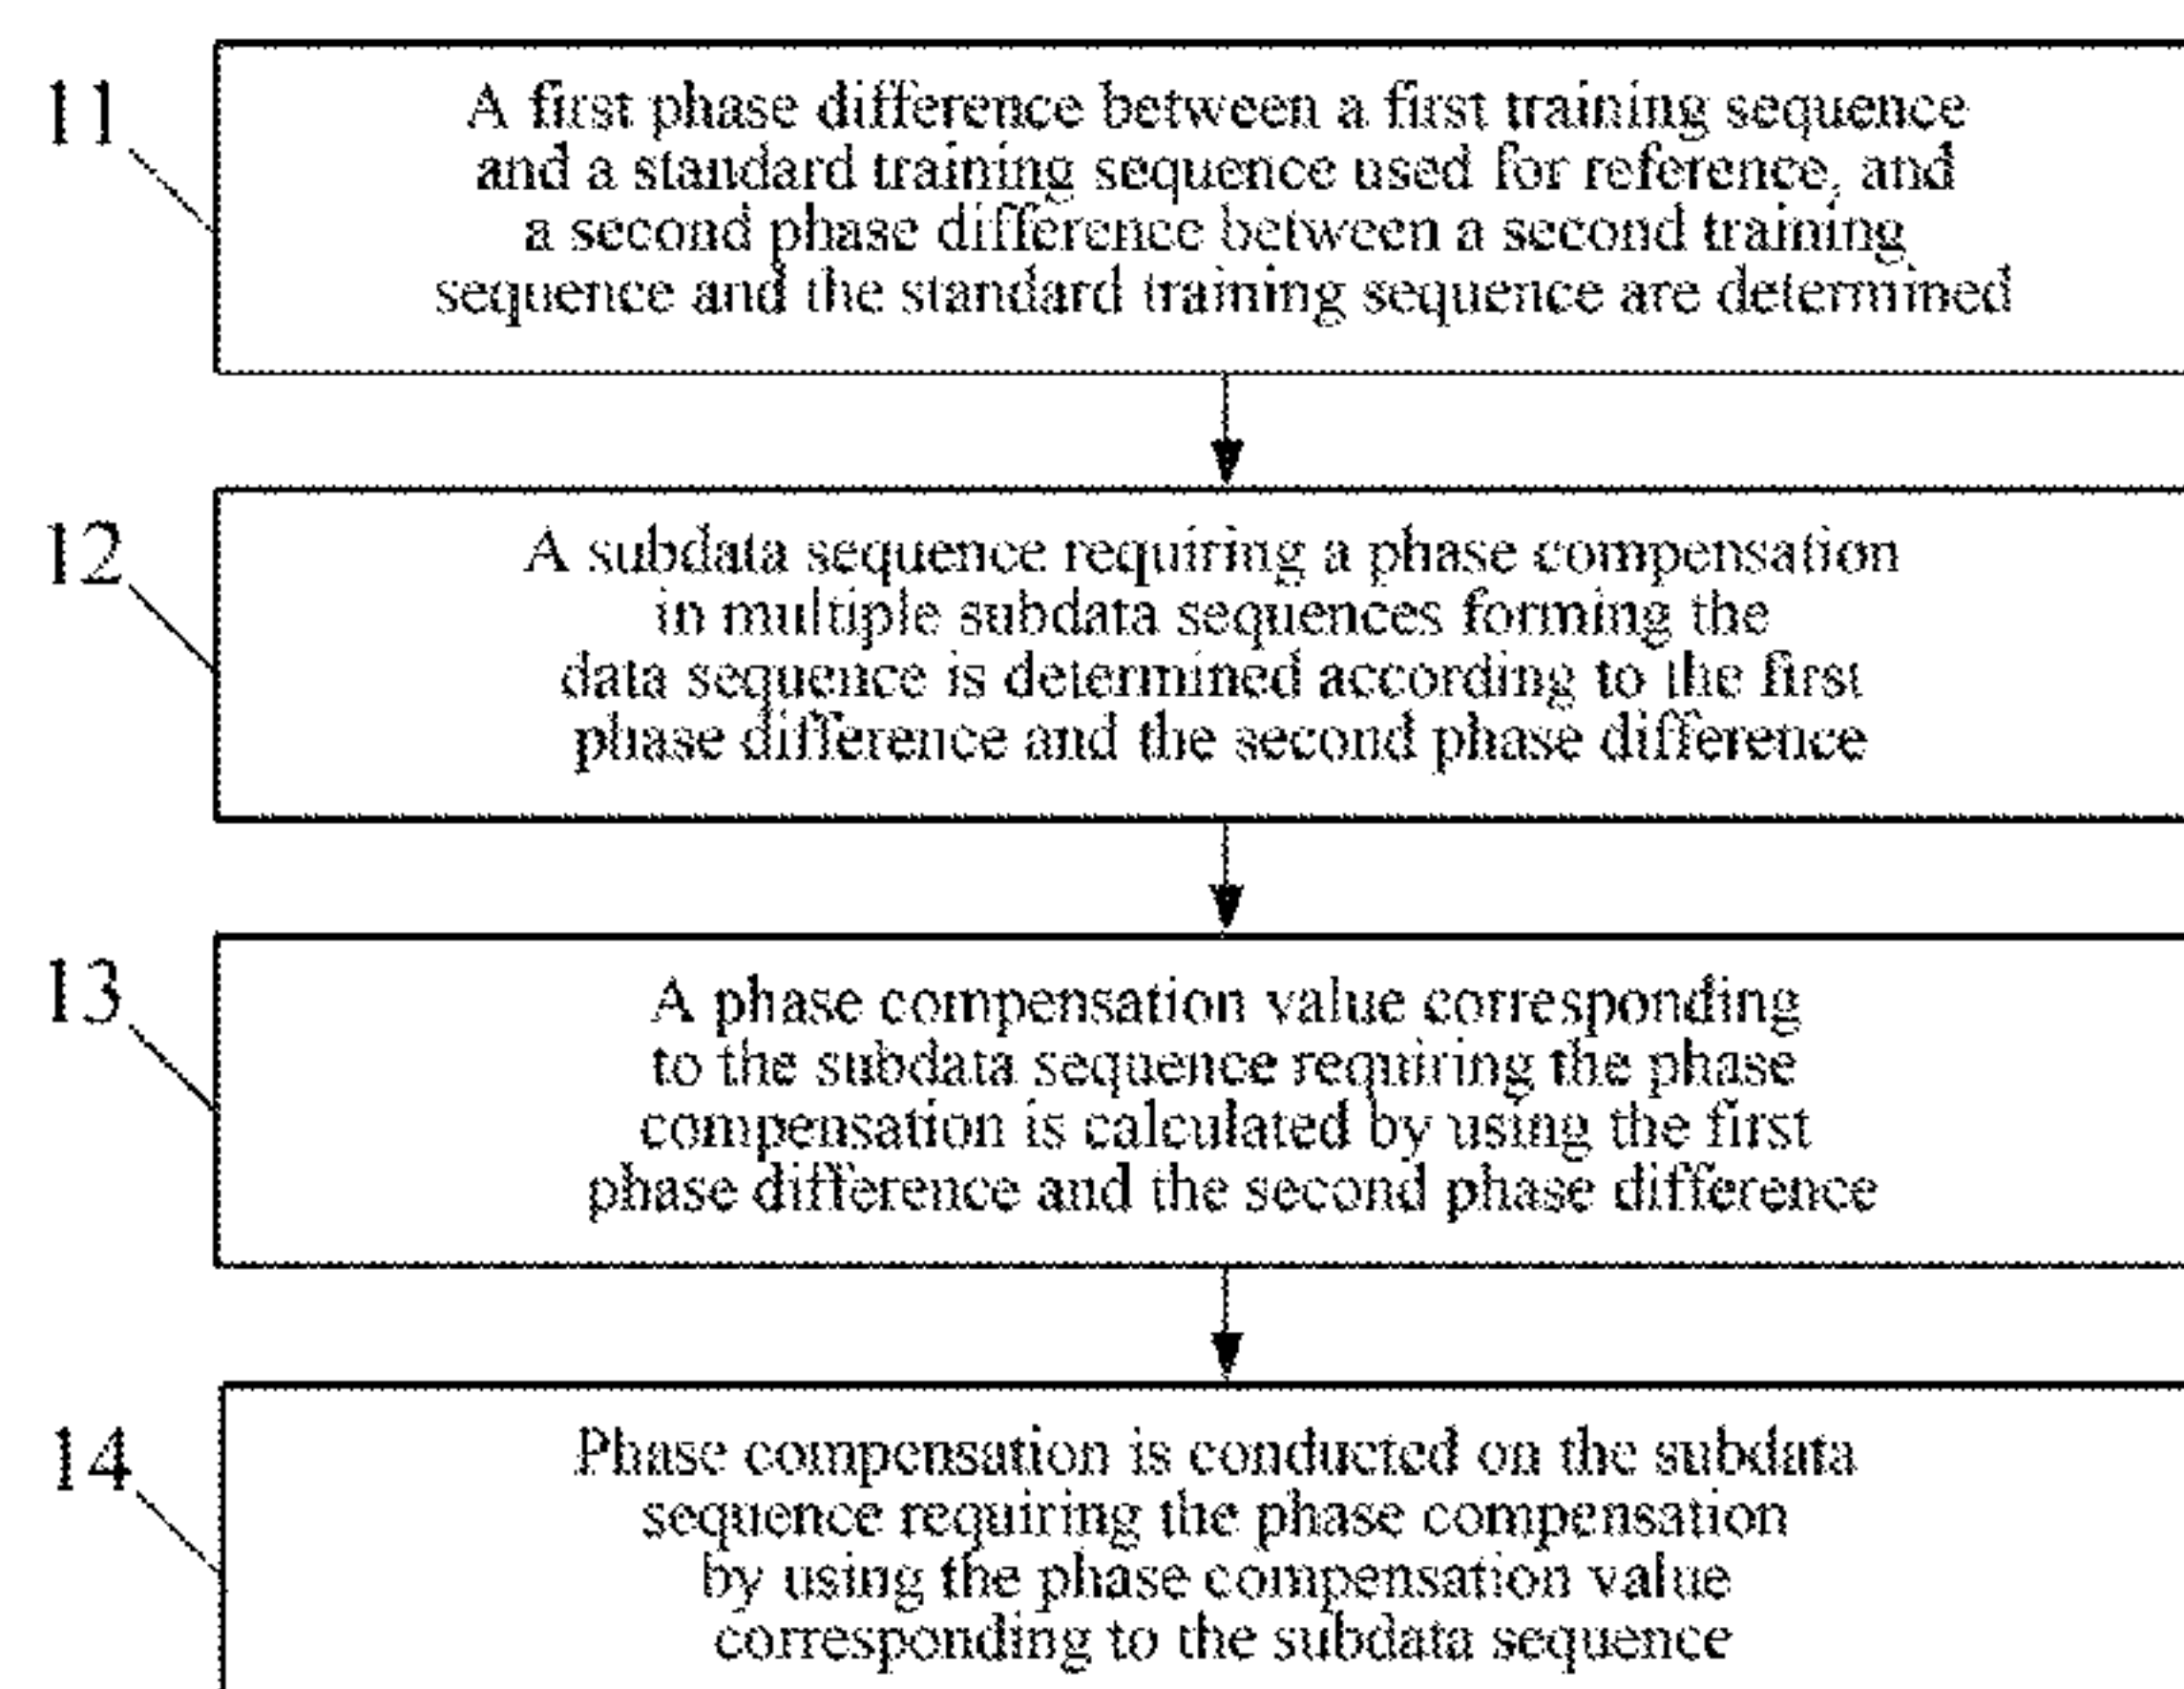 11
A first phase difference between a first training sequence
and a standard training sequence used for reference, and
a second phase difference between a second training
sequence and the standard training sequence are determined
12
A subdata sequence requiring a phase compensation
in multiple subdata sequences forming the
data sequence is determined according to the first
phase difference and the second phase difference
13
A phase compensation value corresponding
to the subdata sequence requiring the phase
compensation is calculated by using the first
phase difference and the second phase difference
14
Phase compensation is conducted on the subdata
sequence requiring the phase compensation
by using the phase compensation value
corresponding to the subdata sequence